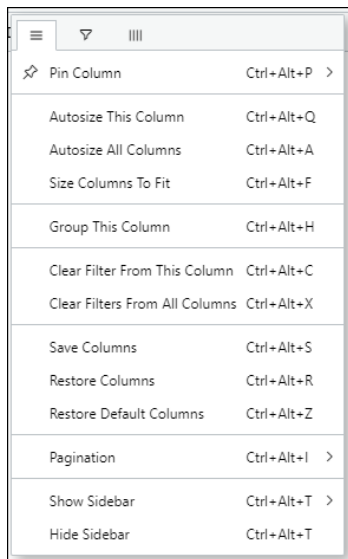 Pin Column Ctrl+Alt+P
Autosize This Column Ctrl+Alt+Q
Autosize All Columns Ctrl+Alt+A
Size Columns To Fit Ctrl+Alt+F
Group This Column Ctrl+Alt+H
Clear Filter From This Column Ctrl+Alt+C
Clear Filters From All Columns Ctrl+Alt+X
Save Columns Ctrl+Alt+S
Restore Columns Ctrl+Alt+R
Restore Default Columns Ctrl+Alt+Z
Pagination Ctrl+Alt+I
Show Sidebar Ctrl+Alt+T
Hide Sidebar Ctrl+Alt+T